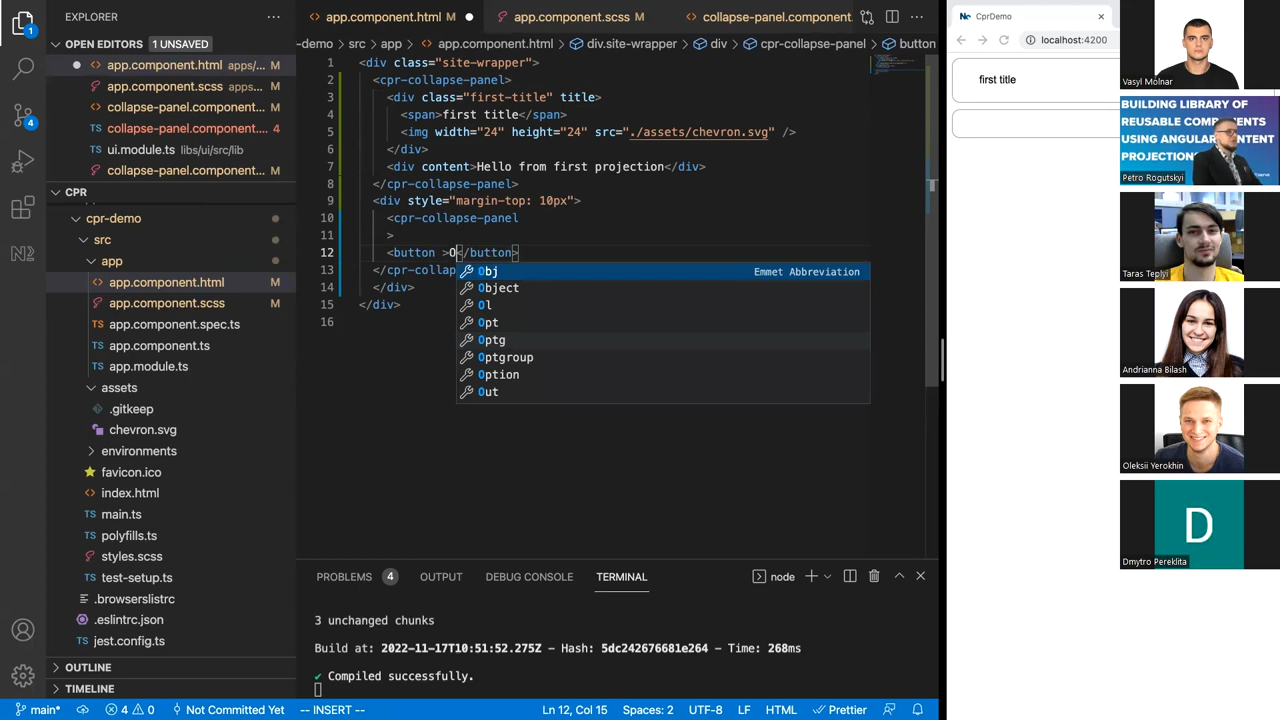 EXPLORER
1
OPEN EDITORS
1 UNSAVED
app.component.html apps/...
M
app.component.scss apps...
M
collapse-panel.component...
collapse-panel.component....
4
ui.module.ts libs/ui/src/lib
collapse-panel.component...
4
CPR
cpr-demo
src
app
app.component.html
M
app.component.scss
M
app.component.spec.ts
app.component.ts
app.module.ts
assets
.gitkeep
chevron.svg
environments
favicon.ico
index.html
main.ts
polyfills.ts
styles.scss
test-setup.ts
.browserslistrc
.eslintrc.json
jest.config.ts
OUTLINE
TIMELINE
app.component.html M
app.component.scss M
collapse-panel.component.
-demo > src > app > app.component.html > div.site-wrapper > div > cpr-collapse-panel > button
1 <div class="site-wrapper">
2 <cpr-collapse-panel>
3 <div class="first-title" title>
4 <span>first title</span>
5 <img width="24" height="24" src="./assets/chevron.svg" />
6 </div>
7 <div content>Hello from first projection</div>
8 </cpr-collapse-panel>
9 <div style="margin-top: 10px">
10 <cpr-collapse-panel
11 >
12 <button >O</button>
13 </cpr-collap
14 </div>
15 </div>
16
Obj Emmet Abbreviation
Object
Ol
Opt
Optg
Optgroup
Option
Out
PROBLEMS 4 OUTPUT DEBUG CONSOLE TERMINAL
node
3 unchanged chunks
Build at: 2022-11-17T10:51:52.275Z - Hash: 5dc242676681e264 - Time: 268ms
✔ Compiled successfully.
main* 4 0 Not Committed Yet -- INSERT -- Ln 12, Col 15 Spaces: 2 UTF-8 LF HTML Prettier
CprDemo
localhost:4200
first title
Vasyl Molnar
BUILDING LIBRARY OF
REUSABLE COMPONENTS
USING ANGULAR CONTENT
PROJECTION
Petro Rogutskyi
Taras Teplyi
Andrianna Bilash
Oleksii Yerokhin
D
Dmytro Pereklita